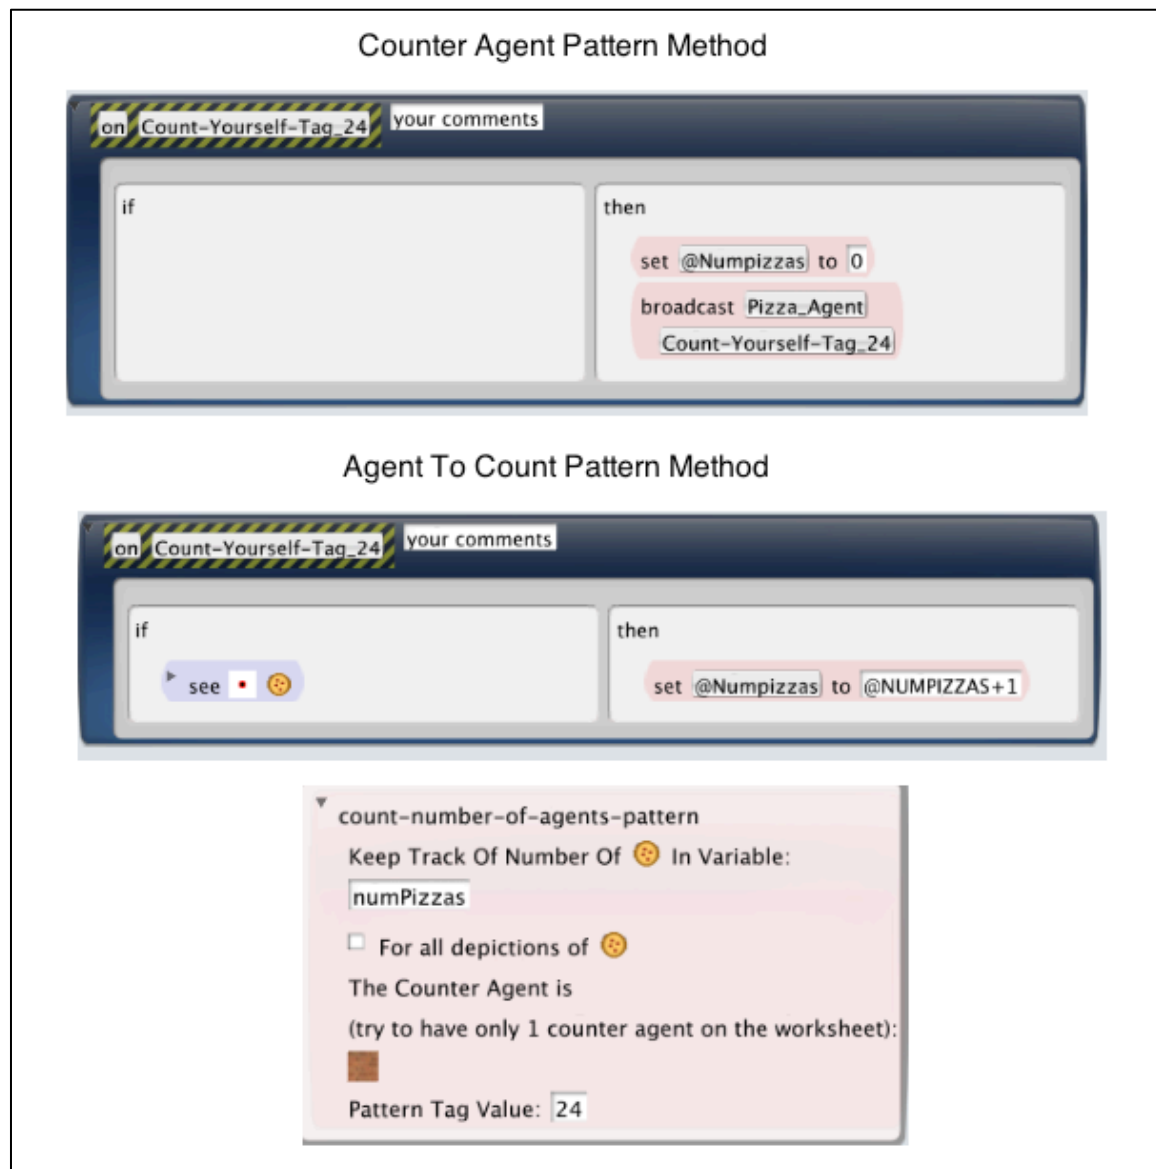 Counter Agent Pattern Method
on Count-Yourself-Tag_24 your comments
if
then
set @Numpizzas to 0
broadcast Pizza_Agent
Count-Yourself-Tag_24
Agent To Count Pattern Method
on Count-Yourself-Tag_24 your comments
if
see
then
set @Numpizzas to @NUMPIZZAS+1
count-number-of-agents-pattern
Keep Track Of Number Of In Variable:
numPizzas
For all depictions of
The Counter Agent is
(try to have only 1 counter agent on the worksheet):
Pattern Tag Value: 24